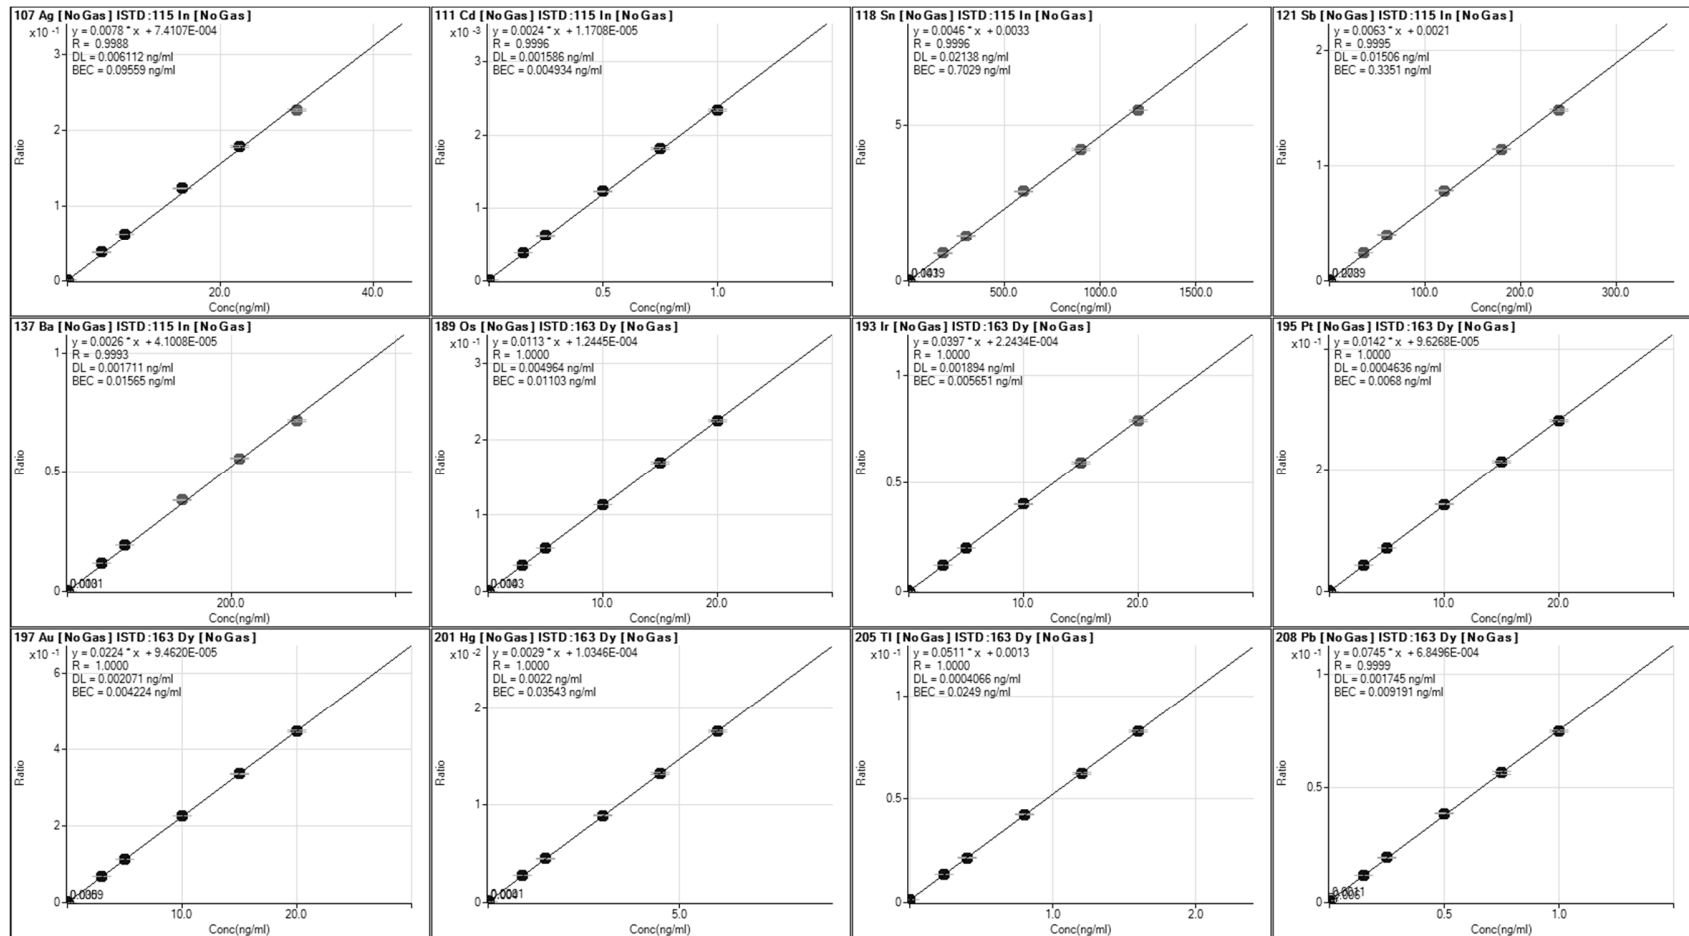 107 Ag [No Gas] ISTD:115 In [No Gas]
x10 -1
y = 0.0078 * x + 7.4107E-004
R = 0.9988
DL = 0.006112 ng/ml
BEC = 0.09559 ng/ml
3
2
1
0
Ratio
20.0 40.0
Conc(ng/ml)
111 Cd [No Gas] ISTD:115 In [No Gas]
x10 -3
y = 0.0024 * x + 1.1708E-005
R = 0.9996
DL = 0.001586 ng/ml
BEC = 0.004934 ng/ml
3
2
1
0
Ratio
0.5 1.0
Conc(ng/ml)
118 Sn [No Gas] ISTD:115 In [No Gas]
y = 0.0046 * x + 0.0033
R = 0.9996
DL = 0.02138 ng/ml
BEC = 0.7029 ng/ml
5
0
Ratio
500.0 1000.0 1500.0
Conc(ng/ml)
121 Sb [No Gas] ISTD:115 In [No Gas]
y = 0.0063 * x + 0.0021
R = 0.9995
DL = 0.01506 ng/ml
BEC = 0.3351 ng/ml
2
1
0
Ratio
100.0 200.0 300.0
Conc(ng/ml)
137 Ba [No Gas] ISTD:115 In [No Gas]
y = 0.0026 * x + 4.1008E-005
R = 0.9993
DL = 0.001711 ng/ml
BEC = 0.01565 ng/ml
1
0.5
0
Ratio
200.0
Conc(ng/ml)
189 Os [No Gas] ISTD:163 Dy [No Gas]
x10 -1
y = 0.0113 * x + 1.2445E-004
R = 1.0000
DL = 0.004964 ng/ml
BEC = 0.01103 ng/ml
3
2
1
0
Ratio
10.0 20.0
Conc(ng/ml)
193 Ir [No Gas] ISTD:163 Dy [No Gas]
y = 0.0397 * x + 2.2434E-004
R = 1.0000
DL = 0.001894 ng/ml
BEC = 0.005651 ng/ml
1
0.5
0
Ratio
10.0 20.0
Conc(ng/ml)
195 Pt [No Gas] ISTD:163 Dy [No Gas]
x10 -1
y = 0.0142 * x + 9.6268E-005
R = 1.0000
DL = 0.0004636 ng/ml
BEC = 0.0068 ng/ml
2
0
Ratio
10.0 20.0
Conc(ng/ml)
197 Au [No Gas] ISTD:163 Dy [No Gas]
x10 -1
y = 0.0224 * x + 9.4620E-005
R = 1.0000
DL = 0.002071 ng/ml
BEC = 0.004224 ng/ml
6
4
2
0
Ratio
10.0 20.0
Conc(ng/ml)
201 Hg [No Gas] ISTD:163 Dy [No Gas]
x10 -2
y = 0.0029 * x + 1.0346E-004
R = 1.0000
DL = 0.0022 ng/ml
BEC = 0.03543 ng/ml
2
1
0
Ratio
5.0
Conc(ng/ml)
205 Tl [No Gas] ISTD:163 Dy [No Gas]
x10 -1
y = 0.0511 * x + 0.0013
R = 1.0000
DL = 0.0004066 ng/ml
BEC = 0.0249 ng/ml
1
0.5
0
Ratio
1.0 2.0
Conc(ng/ml)
208 Pb [No Gas] ISTD:163 Dy [No Gas]
x10 -1
y = 0.0745 * x + 6.8496E-004
R = 0.9999
DL = 0.001745 ng/ml
BEC = 0.009191 ng/ml
1
0.5
0
Ratio
0.5 1.0
Conc(ng/ml)